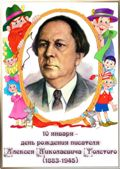 10 января –
день рождения писателя
Алексея Николаевича Толстого
(1883-1945)